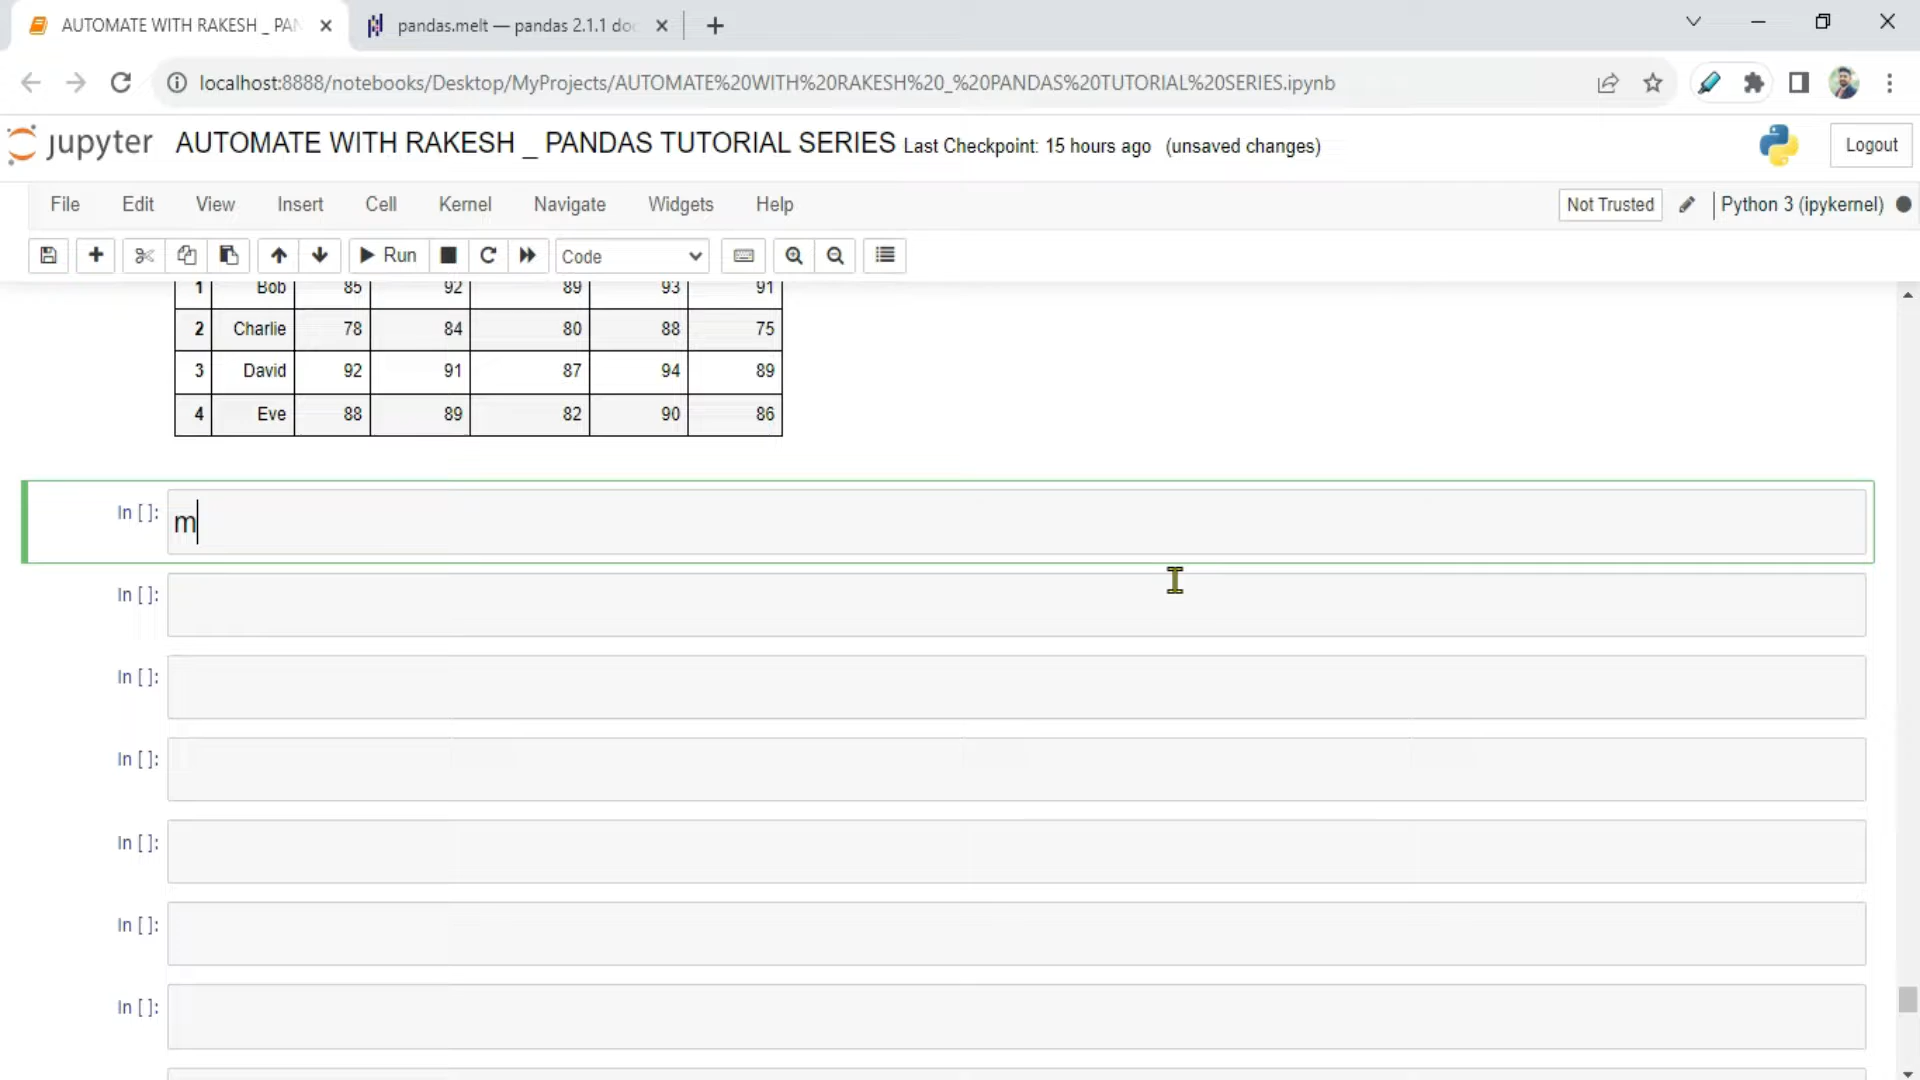 AUTOMATE WITH RAKESH _ PAN
pandas.melt — pandas 2.1.1 doc
localhost:8888/notebooks/Desktop/MyProjects/AUTOMATE%20WITH%20RAKESH%20_%20PANDAS%20TUTORIAL%20SERIES.ipynb
jupyter AUTOMATE WITH RAKESH _ PANDAS TUTORIAL SERIES Last Checkpoint: 15 hours ago (unsaved changes) Logout
File Edit View Insert Cell Kernel Navigate Widgets Help Not Trusted Python 3 (ipykernel)
Run Code
1 Bob 85 92 89 93 91
2 Charlie 78 84 80 88 75
3 David 92 91 87 94 89
4 Eve 88 89 82 90 86
In [ ]: m
In [ ]:
In [ ]:
In [ ]:
In [ ]:
In [ ]:
In [ ]: